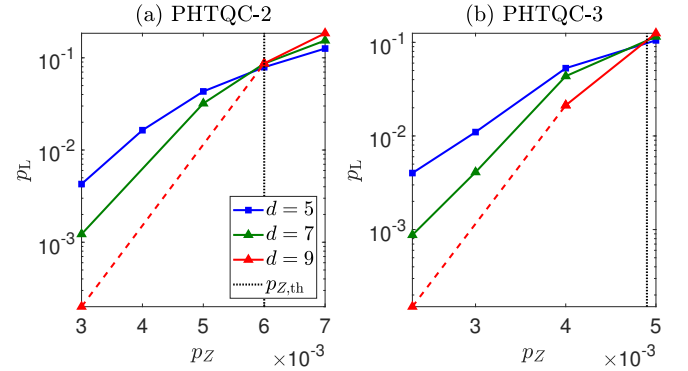 (a) PHTQC-2
p_L
10^-1
10^-2
10^-3
d = 5
d = 7
d = 9
p_Z,th
3 4 5 6 7
p_Z ×10^-3
(b) PHTQC-3
p_L
10^-1
10^-2
10^-3
3 4 5
p_Z ×10^-3